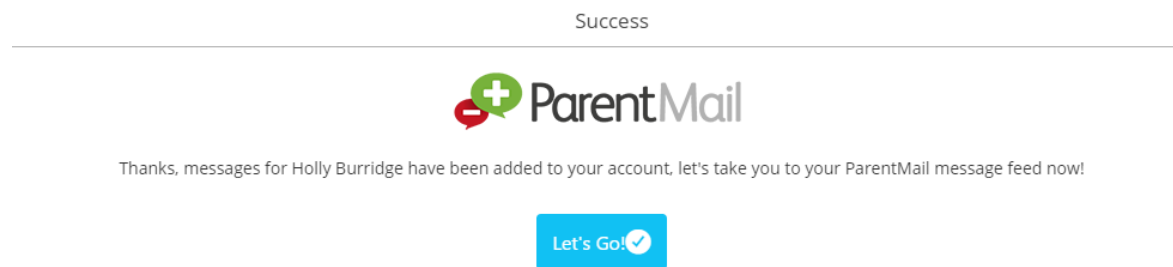 Success
ParentMail
Thanks, messages for Holly Burridge have been added to your account, let's take you to your ParentMail message feed now!
Let's Go!